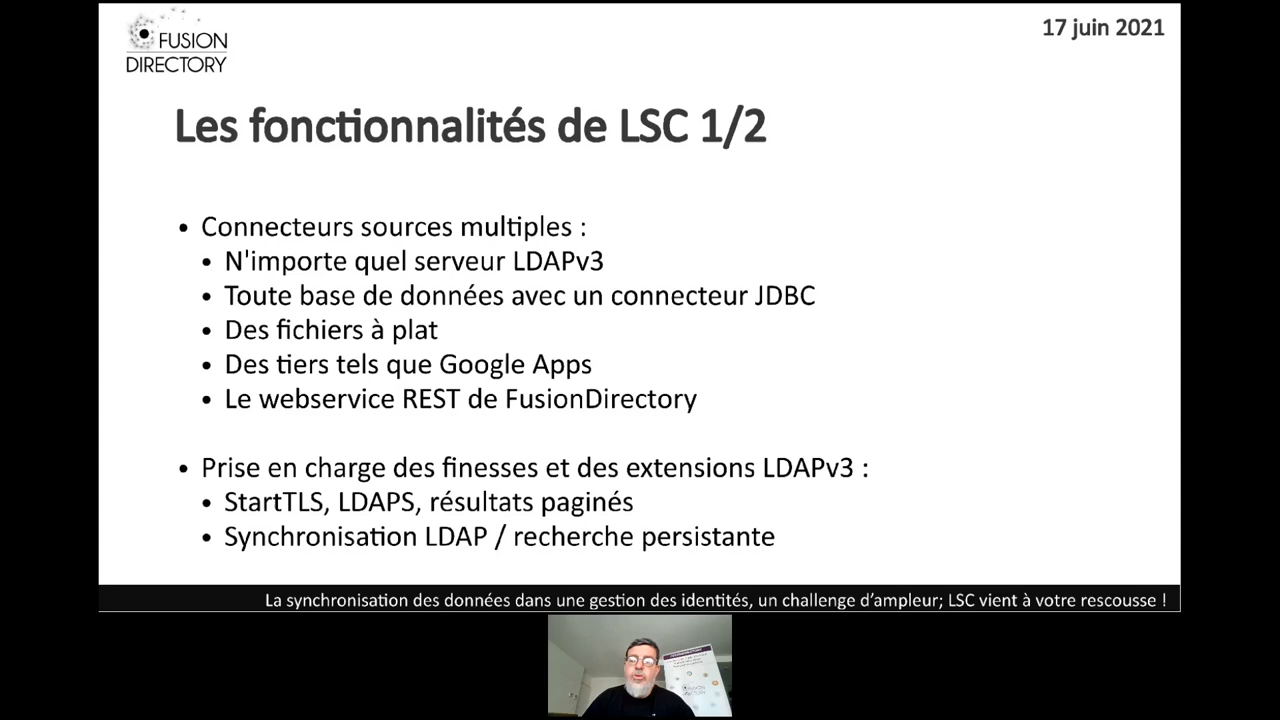 FUSION
DIRECTORY
17 juin 2021
Les fonctionnalités de LSC 1/2
• Connecteurs sources multiples :
• N'importe quel serveur LDAPv3
• Toute base de données avec un connecteur JDBC
• Des fichiers à plat
• Des tiers tels que Google Apps
• Le webservice REST de FusionDirectory
• Prise en charge des finesses et des extensions LDAPv3 :
• StartTLS, LDAPS, résultats paginés
• Synchronisation LDAP / recherche persistante
La synchronisation des données dans une gestion des identités, un challenge d’ampleur; LSC vient à votre rescousse !
FUSION
DIRECTORY